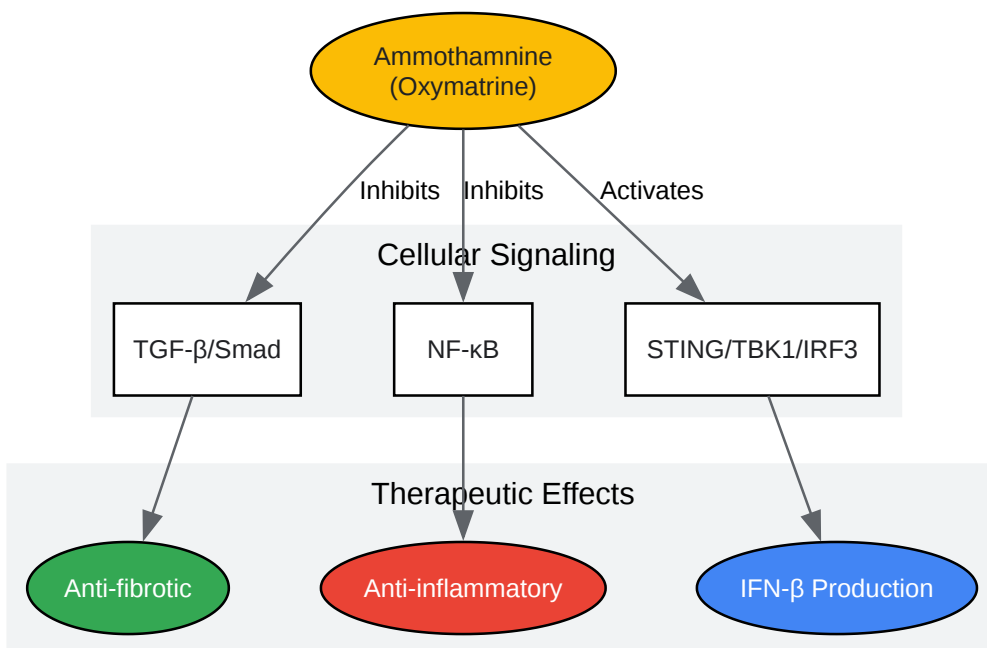 Ammothamnine
(Oxymatrine)
Inhibits
Inhibits
Activates
Cellular Signaling
TGF-β/Smad
NF-κB
STING/TBK1/IRF3
Therapeutic Effects
Anti-fibrotic
Anti-inflammatory
IFN-β Production